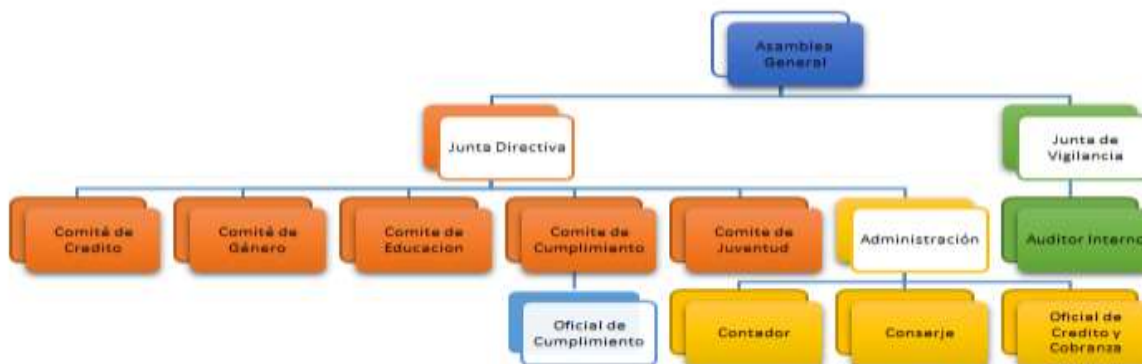 Asamblea
General
Junta Directiva
Junta de
Vigilancia
Comité de
Credito
Comité de
Género
Comite de
Educacion
Comite de
Cumplimiento
Comite de
Juventud
Administración
Auditor Interno
Oficial de
Cumplimiento
Contador
Conserje
Oficial de
Credito y
Cobranza